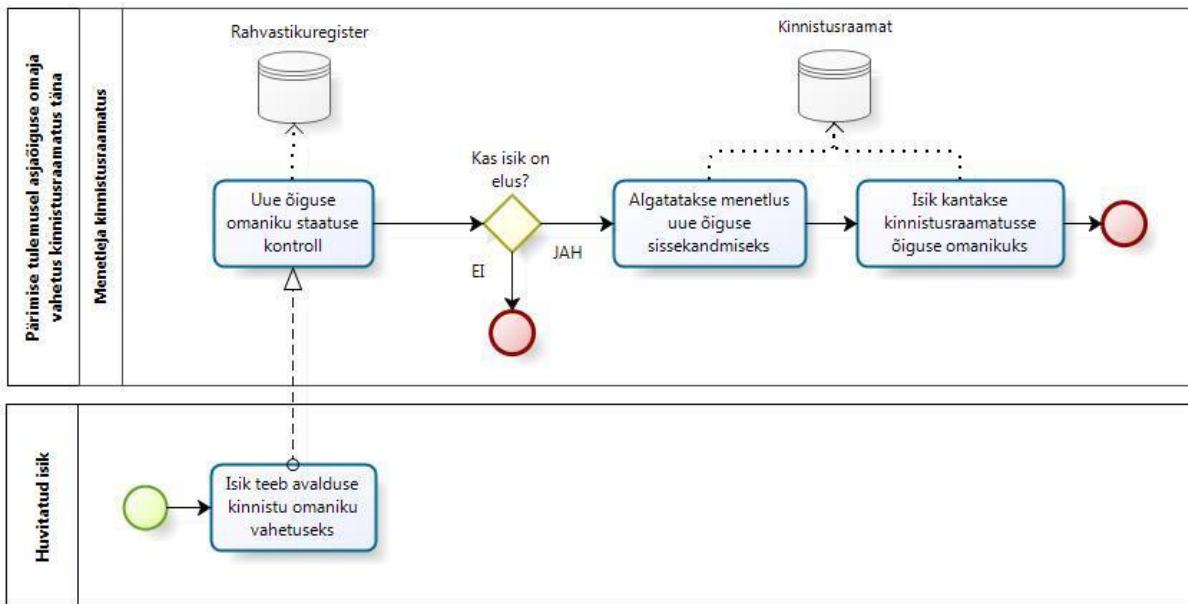 Pärimise tulemusel asjaõiguse omaja
vahetus kinnistusraamatus täna
Menetleja kinnistusraamatus
Rahvastikuregister
Kinnistusraamat
Uue õiguse
omaniku staatuse
kontroll
Kas isik on
elus?
JAH
EI
Algatatakse menetlus
uue õiguse
sissekandmiseks
Isik kantakse
kinnistusraamatusse
õiguse omanikuks
Huvitatud isik
Isik teeb avalduse
kinnistu omaniku
vahetuseks